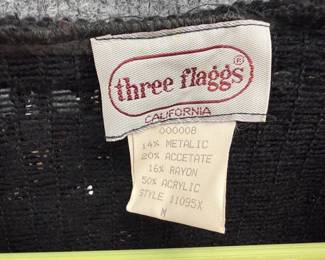 three flaggs®
CALIFORNIA
000008
14% METALIC
20% ACCETATE
16% RAYON
50% ACRYLIC
STYLE 11095X
M